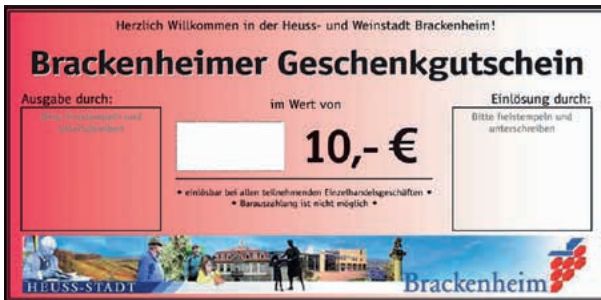 Herzlich Willkommen in der Heuss- und Weinstadt Brackenheim!
Brackenheimer Geschenkgutschein
Ausgabe durch:
im Wert von
Einlösung durch:
unterschreiben
Bitte
und
unterschreiben
10,- €
• einlösbar bei allen teilnehmenden Einzelhandelsgeschäften •
• Barauszahlung ist nicht möglich •
HEUSS-STADT
Brackenheim